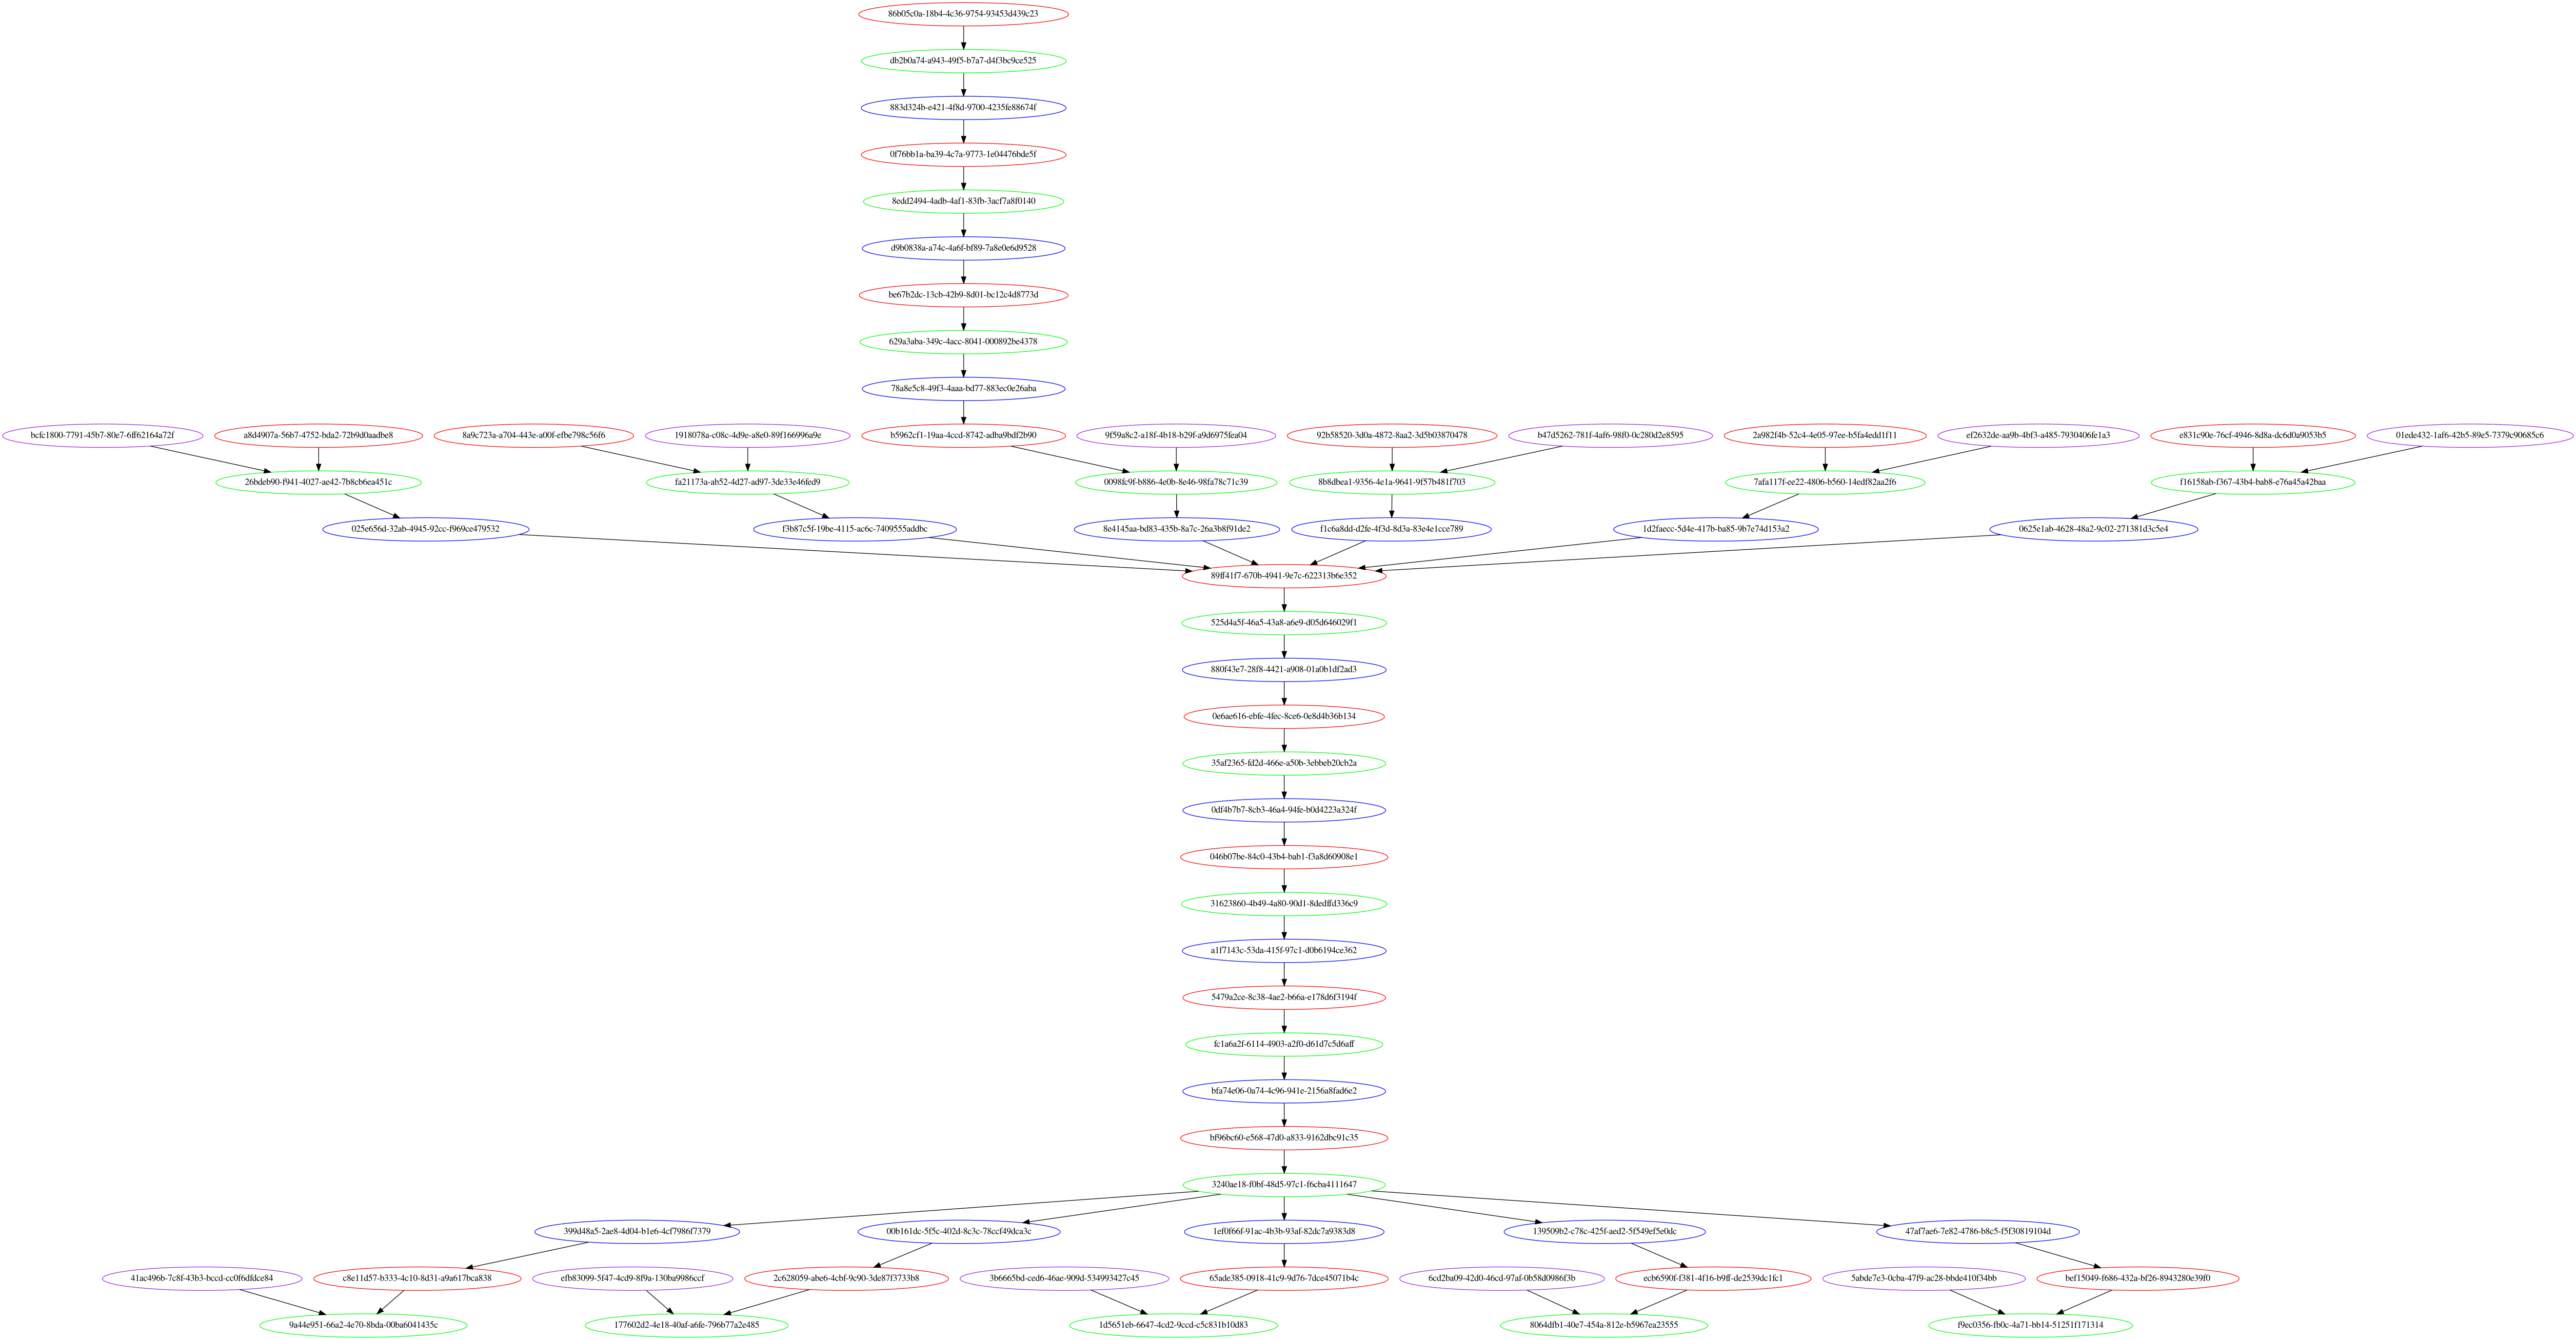 86b05c0a-18b4-4c36-9754-93453d439c23
db2b0a74-a943-49f5-b7a7-d4f3bc9ce525
883d324b-e421-4f8d-9700-4235fe88674f
0f76bb1a-ba39-4c7a-9773-1e04476bde5f
8edd2494-4adb-4af1-83fb-3acf7a8f0140
d9b0838a-a74c-4a6f-bf89-7a8e0e6d9528
be67b2dc-13cb-42b9-8d01-bc12c4d8773d
629a3aba-349c-4acc-8041-000892be4378
78a8e5c8-49f3-4aaa-bd77-883ec0e26aba
bcfc1800-7791-45b7-80e7-6ff62164a72f
a8d4907a-56b7-4752-bda2-72b9d0aadbe8
8a9c723a-a704-443e-a00f-efbe798c56f6
1918078a-c08c-4d9e-a8e0-89f166996a9e
b5962cf1-19aa-4ccd-8742-adba9bdf2b90
9f59a8c2-a18f-4b18-b29f-a9d6975fea04
92b58520-3d0a-4872-8aa2-3d5b03870478
b47d5262-781f-4af6-98f0-0c280d2e8595
2a982f4b-52c4-4e05-97ee-b5fa4edd1f11
ef2632de-aa9b-4bf3-a485-7930406fe1a3
e831c90e-76cf-4946-8d8a-dc6d0a9053b5
01ede432-1af6-42b5-89e5-7379c90685c6
26bdeb90-f941-4027-ae42-7b8cb6ea451c
fa21173a-ab52-4d27-ad97-3de33e46fed9
0098fc9f-b886-4e0b-8e46-98fa78c71c39
8b8dbea1-9356-4e1a-9641-9f57b481f703
7afa117f-ee22-4806-b560-14edf82aa2f6
f16158ab-f367-43b4-bab8-e76a45a42baa
025e656d-32ab-4945-92cc-f969ce479532
f3b87c5f-19be-4115-ac6c-7409555addbc
8e4145aa-bd83-435b-8a7c-26a3b8f91de2
f1c6a8dd-d2fe-4f3d-8d3a-83e4e1cce789
1d2faecc-5d4e-417b-ba85-9b7e74d153a2
0625e1ab-4628-48a2-9c02-271381d3c5e4
89ff41f7-670b-4941-9e7c-622313b6e352
525d4a5f-46a5-43a8-a6e9-d05d646029f1
880f43e7-28f8-4421-a908-01a0b1df2ad3
0e6ae616-ebfe-4fec-8ce6-0e8d4b36b134
35af2365-fd2d-466e-a50b-3ebbeb20cb2a
0df4b7b7-8cb3-46a4-94fe-b0d4223a324f
046b07be-84c0-43b4-bab1-f3a8d60908e1
31623860-4b49-4a80-90d1-8dedffd336c9
a1f7143c-53da-415f-97c1-d0b6194ce362
5479a2ce-8c38-4ae2-b66a-e178d6f3194f
fc1a6a2f-6114-4903-a2f0-d61d7c5d6aff
bfa74e06-0a74-4c96-941e-2156a8fad6e2
bf96bc60-e568-47d0-a833-9162dbc91c35
3240ae18-f0bf-48d5-97c1-f6cba4111647
399d48a5-2ae8-4d04-b1e6-4cf7986f7379
00b161dc-5f5c-402d-8c3c-78ccf49dca3c
1ef0f66f-91ac-4b3b-93af-82dc7a9383d8
139509b2-c78c-425f-aed2-5f549ef5e0dc
47af7ae6-7e82-4786-b8c5-f5f30819104d
41ac496b-7c8f-43b3-bccd-cc0f6dfdce84
c8e11d57-b333-4c10-8d31-a9a617bca838
efb83099-5f47-4cd9-8f9a-130ba9986ccf
2c628059-abe6-4cbf-9c90-3de87f3733b8
3b6665bd-ced6-46ae-909d-534993427c45
65ade385-0918-41c9-9d76-7dce45071b4c
6cd2ba09-42d0-46cd-97af-0b58d0986f3b
ecb6590f-f381-4f16-b9ff-de2539dc1fc1
5abde7e3-0cba-47f9-ac28-bbde410f34bb
bef15049-f686-432a-bf26-8943280e39f0
9a44e951-66a2-4e70-8bda-00ba6041435c
177602d2-4e18-40af-a6fe-796b77a2e485
1d5651eb-6647-4cd2-9ccd-c5c831b10d83
8064dfb1-40e7-454a-812e-b5967ea23555
f9ec0356-fb0c-4a71-bb14-51251f171314